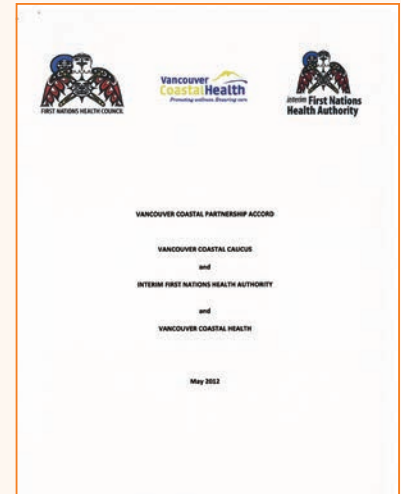 FIRST NATIONS HEALTH COUNCIL
Vancouver
CoastalHealth
Promoting wellness. Ensuring care.
interim First Nations
Health Authority
VANCOUVER COASTAL PARTNERSHIP ACCORD
VANCOUVER COASTAL CAUCUS
and
INTERIM FIRST NATIONS HEALTH AUTHORITY
and
VANCOUVER COASTAL HEALTH
May 2012